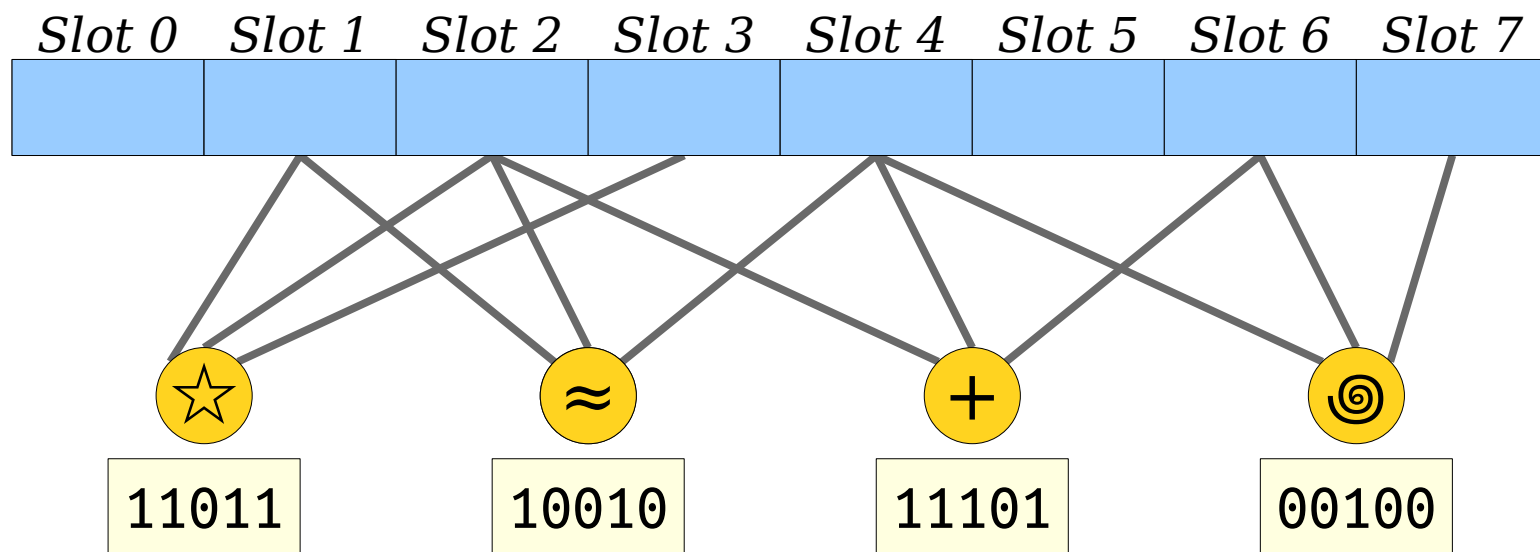 Slot 0 Slot 1 Slot 2 Slot 3 Slot 4 Slot 5 Slot 6 Slot 7
☆ ≈ + 🌀
11011 10010 11101 00100